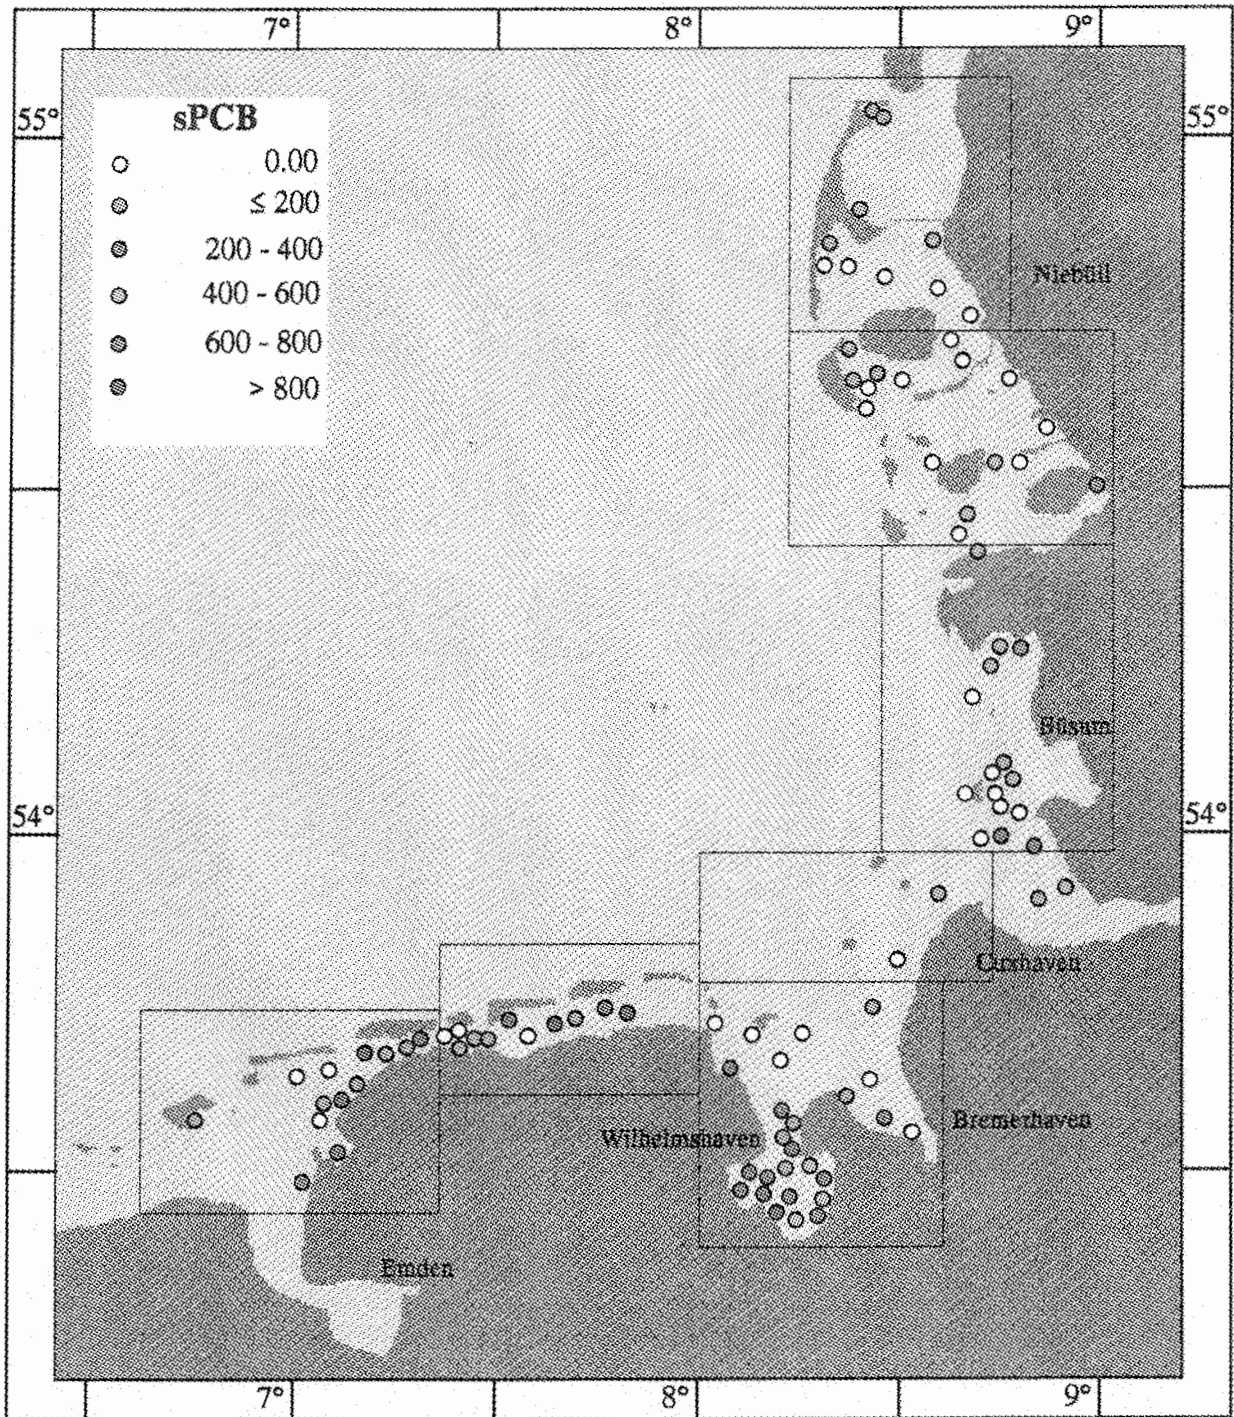 7° 8° 9°
55° 55°
sPCB
0.00
≤ 200
200 - 400
400 - 600
600 - 800
> 800
Niebüll
Büsum
54° 54°
Cuxhaven
Bremerhaven
Wilhelmshaven
Emden
7° 8° 9°